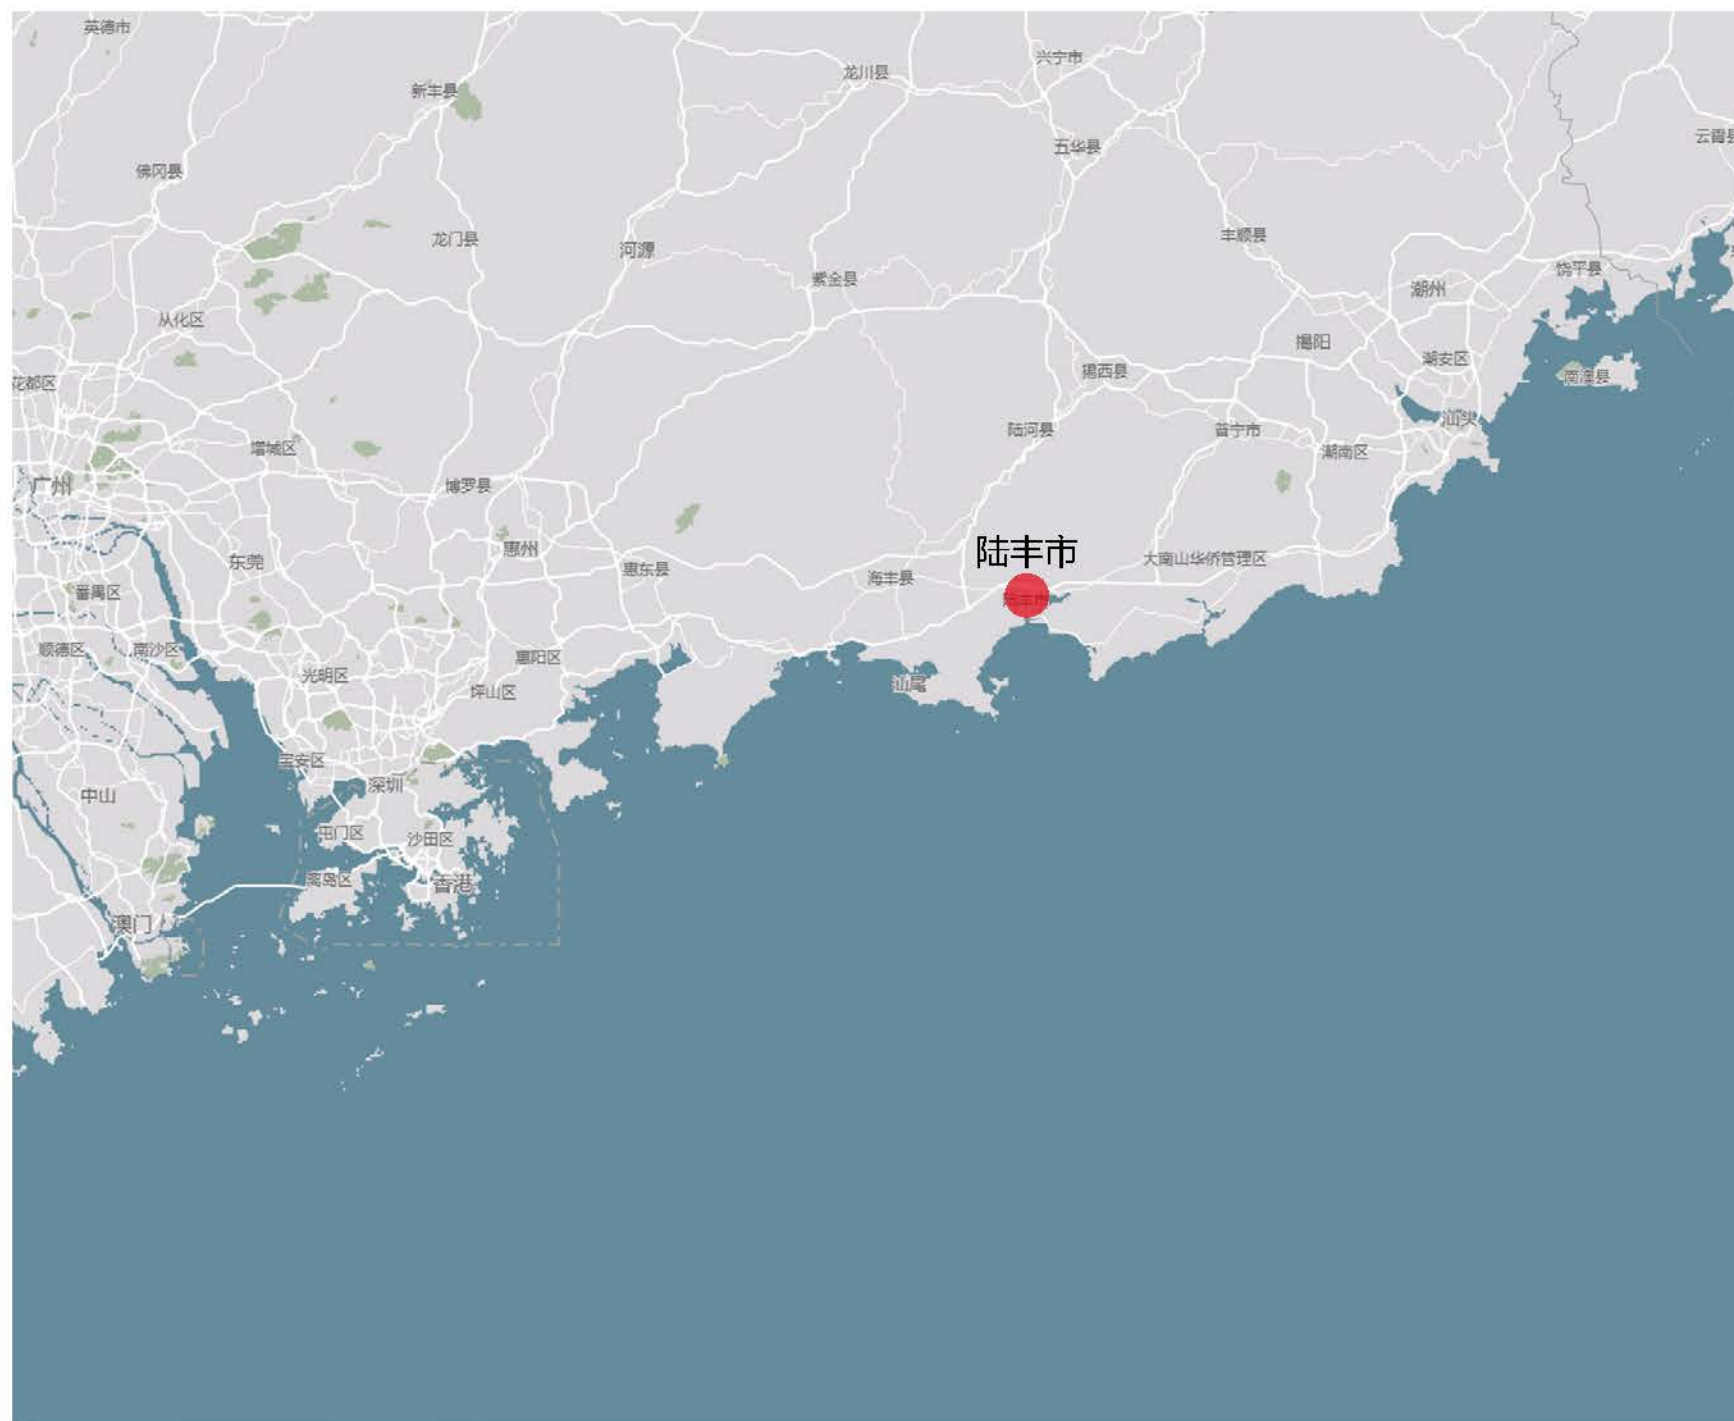 英德市
兴宁市
龙川县
新丰县
云霄县
五华县
佛冈县
丰顺县
龙门县
河源
饶平县
紫金县
潮州
从化区
揭阳
潮安区
揭西县
南澳县
花都区
汕头
陆河县
普宁市
增城区
潮南区
广州
博罗县
惠州
陆丰市
大南山华侨管理区
东莞
惠东县
海丰县
番禺区
陆丰市
顺德区
南沙区
惠阳区
光明区
汕尾
坪山区
宝安区
深圳
中山
屯门区
沙田区
离岛区
香港
澳门